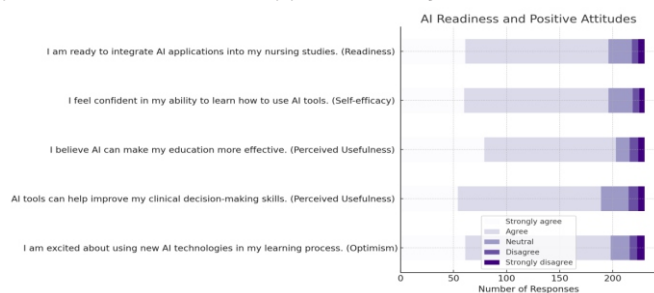 AI Readiness and Positive Attitudes
I am ready to integrate AI applications into my nursing studies. (Readiness)
I feel confident in my ability to learn how to use AI tools. (Self-efficacy)
I believe AI can make my education more effective. (Perceived Usefulness)
AI tools can help improve my clinical decision-making skills. (Perceived Usefulness)
I am excited about using new AI technologies in my learning process. (Optimism)
Strongly agree
Agree
Neutral
Disagree
Strongly disagree
0 50 100 150 200
Number of Responses